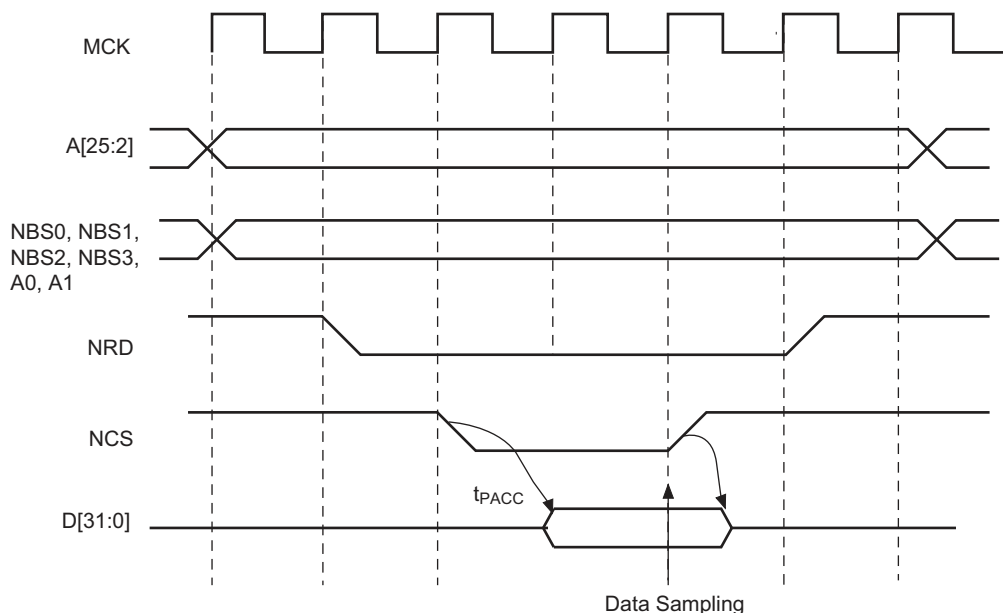 MCK
A[25:2]
NBS0, NBS1,
NBS2, NBS3,
A0, A1
NRD
NCS
tPACC
D[31:0]
Data Sampling